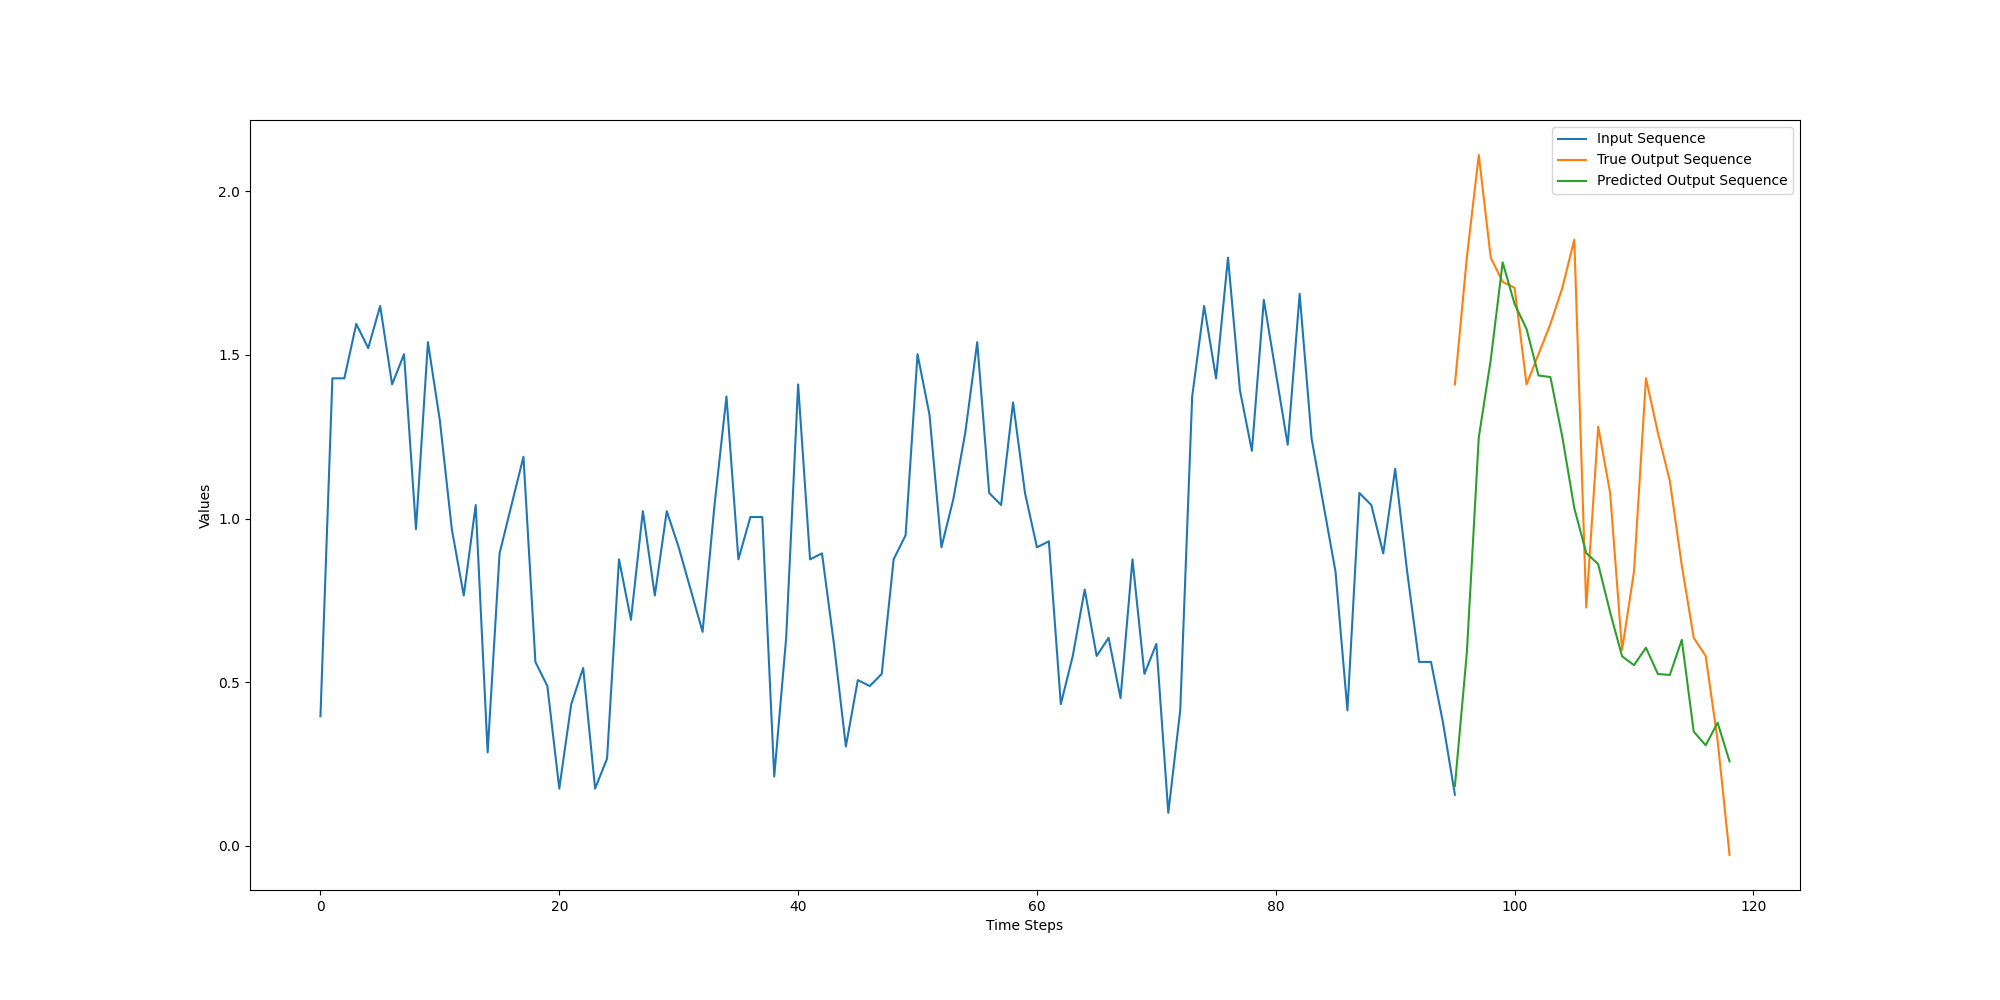 Input Sequence
True Output Sequence
Predicted Output Sequence
2.0
1.5
1.0
0.5
0.0
Values
0 20 40 60 80 100 120
Time Steps